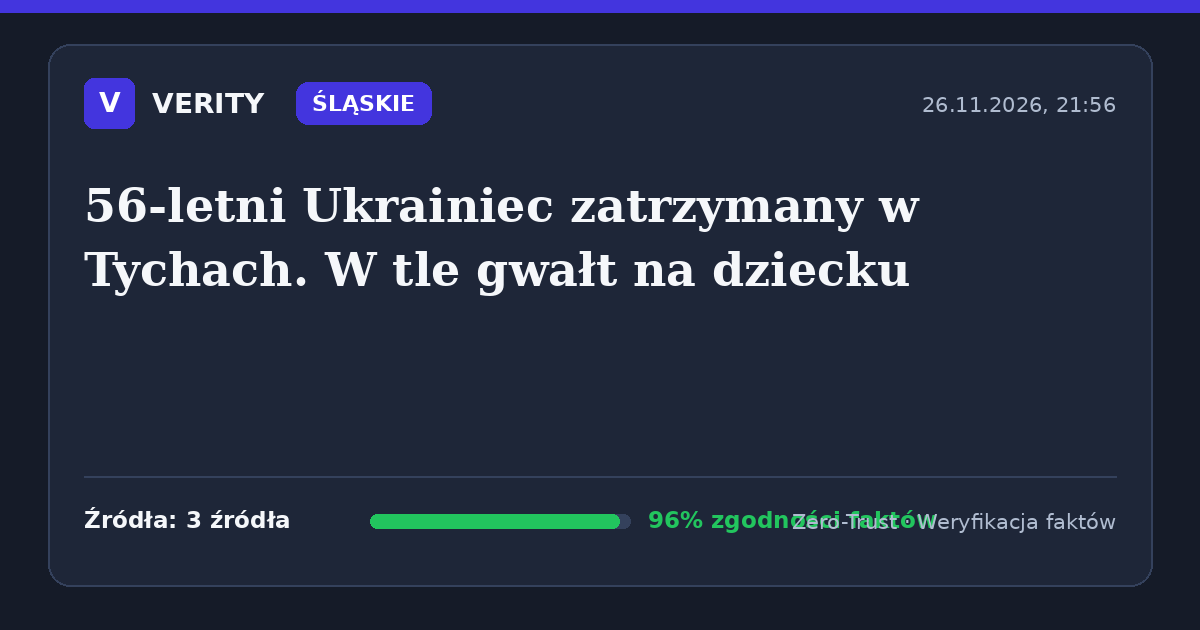 V VERITY ŚLĄSKIE 26.11.2026, 21:56
56-letni Ukrainiec zatrzymany w
Tychach. W tle gwałt na dziecku
Źródła: 3 źródła 96% zgodności faktów Zero-Trust · Weryfikacja faktów